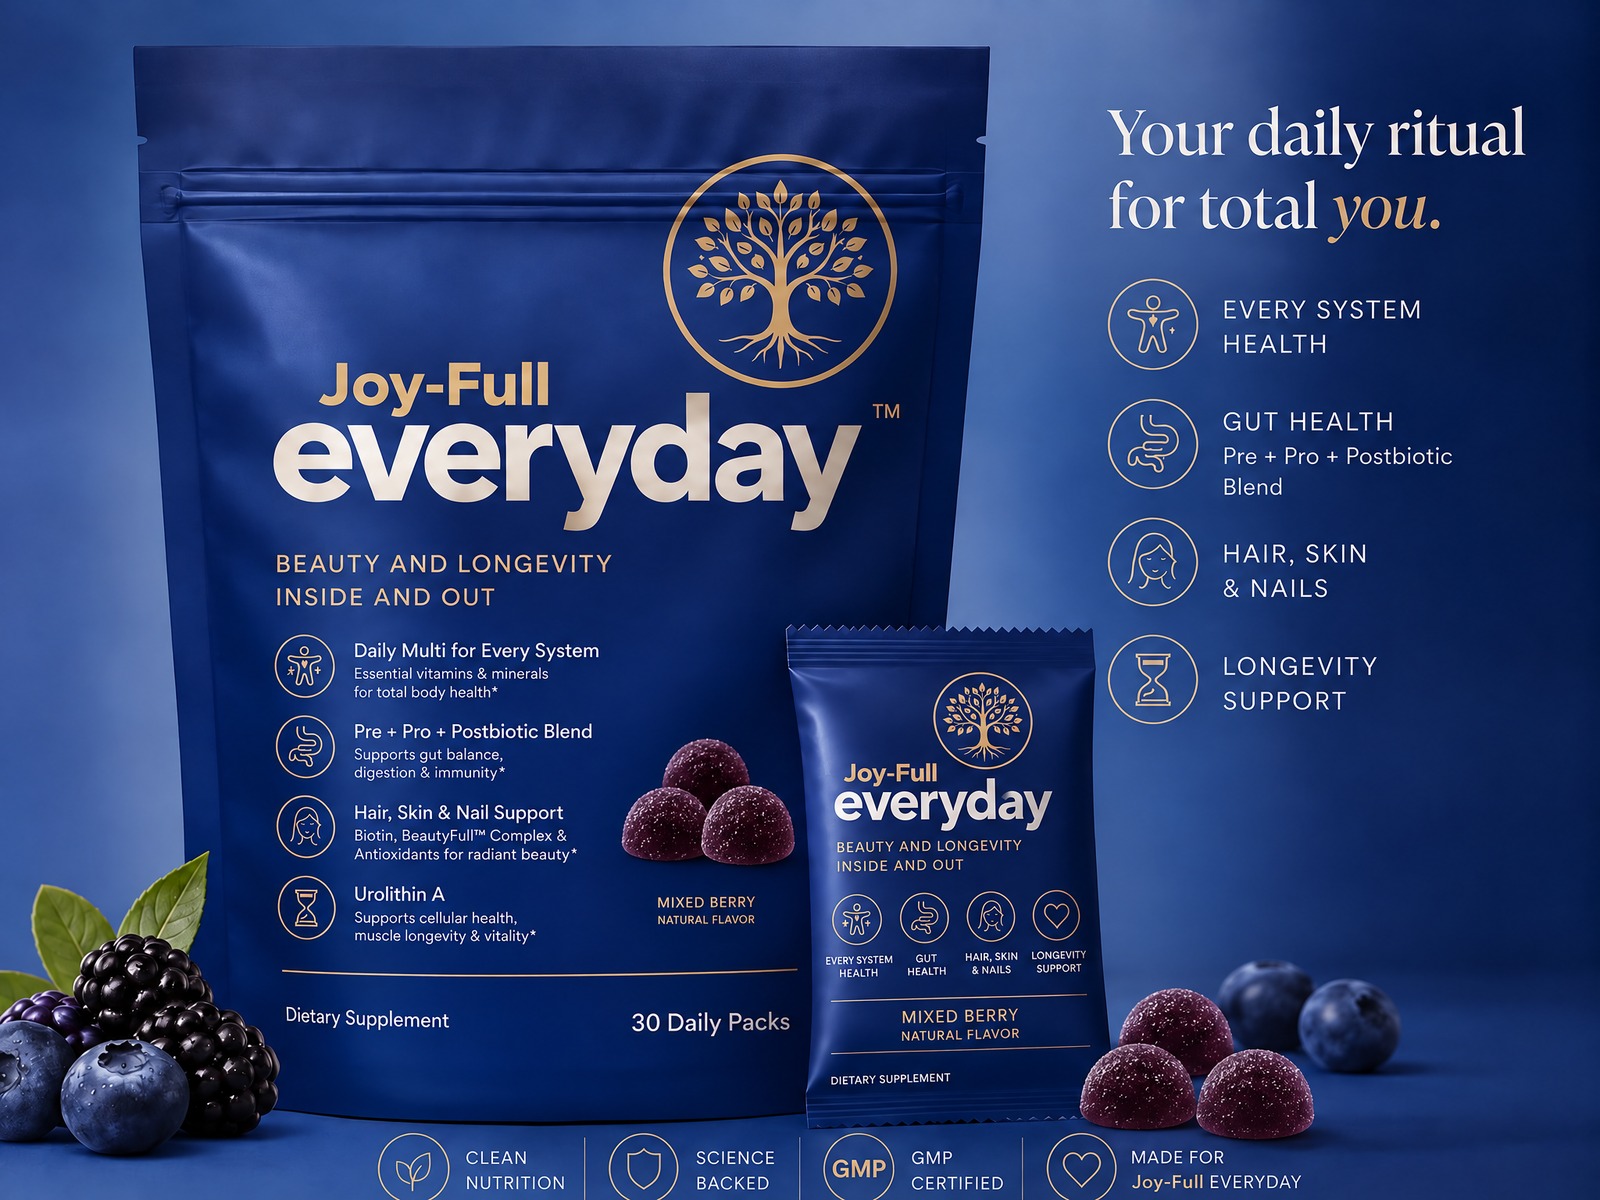 Joy-Full
everyday™
BEAUTY AND LONGEVITY
INSIDE AND OUT
Daily Multi for Every System
Essential vitamins & minerals
for total body health*
Pre + Pro + Postbiotic Blend
Supports gut balance,
digestion & immunity*
Hair, Skin & Nail Support
Biotin, BeautyFull™ Complex &
Antioxidants for radiant beauty*
Urolithin A
Supports cellular health,
muscle longevity & vitality*
MIXED BERRY
NATURAL FLAVOR
Dietary Supplement
30 Daily Packs
Joy-Full
everyday
BEAUTY AND LONGEVITY
INSIDE AND OUT
EVERY SYSTEM
HEALTH
GUT
HEALTH
HAIR, SKIN
& NAILS
LONGEVITY
SUPPORT
MIXED BERRY
NATURAL FLAVOR
DIETARY SUPPLEMENT
Your daily ritual
for total you.
EVERY SYSTEM
HEALTH
GUT HEALTH
Pre + Pro + Postbiotic
Blend
HAIR, SKIN
& NAILS
LONGEVITY
SUPPORT
CLEAN
NUTRITION
SCIENCE
BACKED
GMP
GMP
CERTIFIED
MADE FOR
Joy-Full EVERYDAY